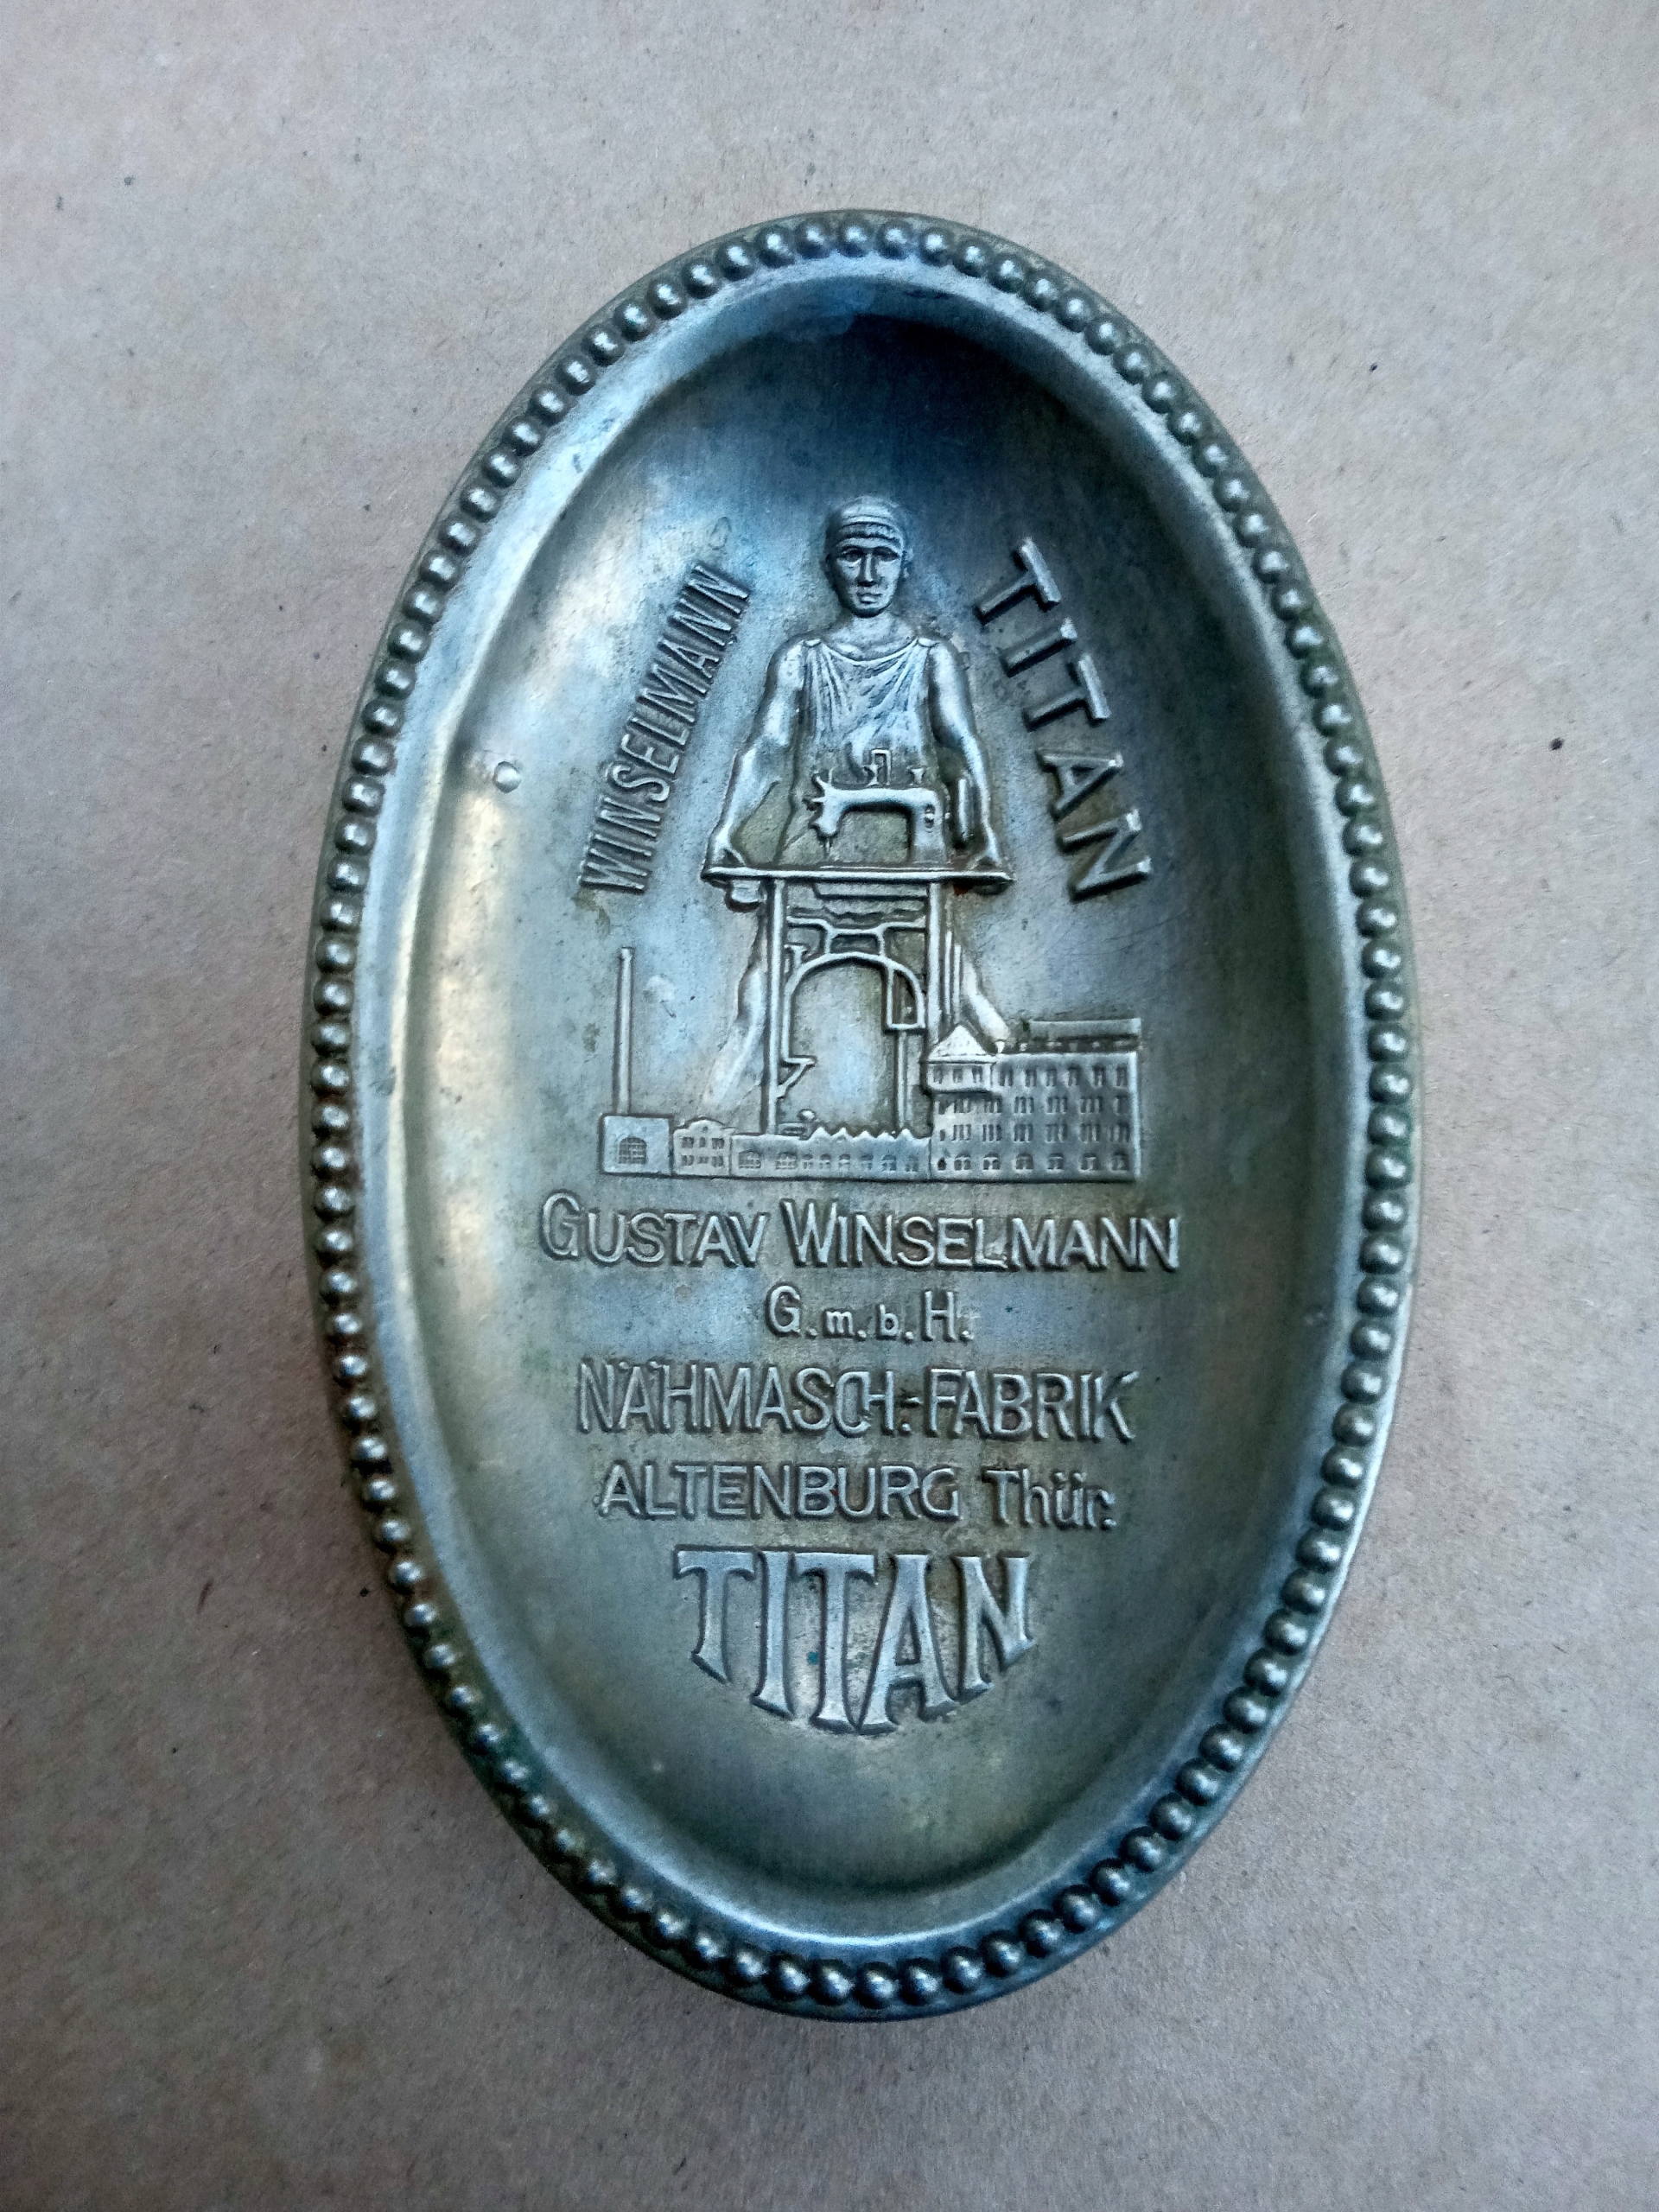 WINSELMANN
TITAN
GUSTAV WINSELMANN
G.m.b.H.
NÄHMASCH.-FABRIK
ALTENBURG Thür.
TITAN